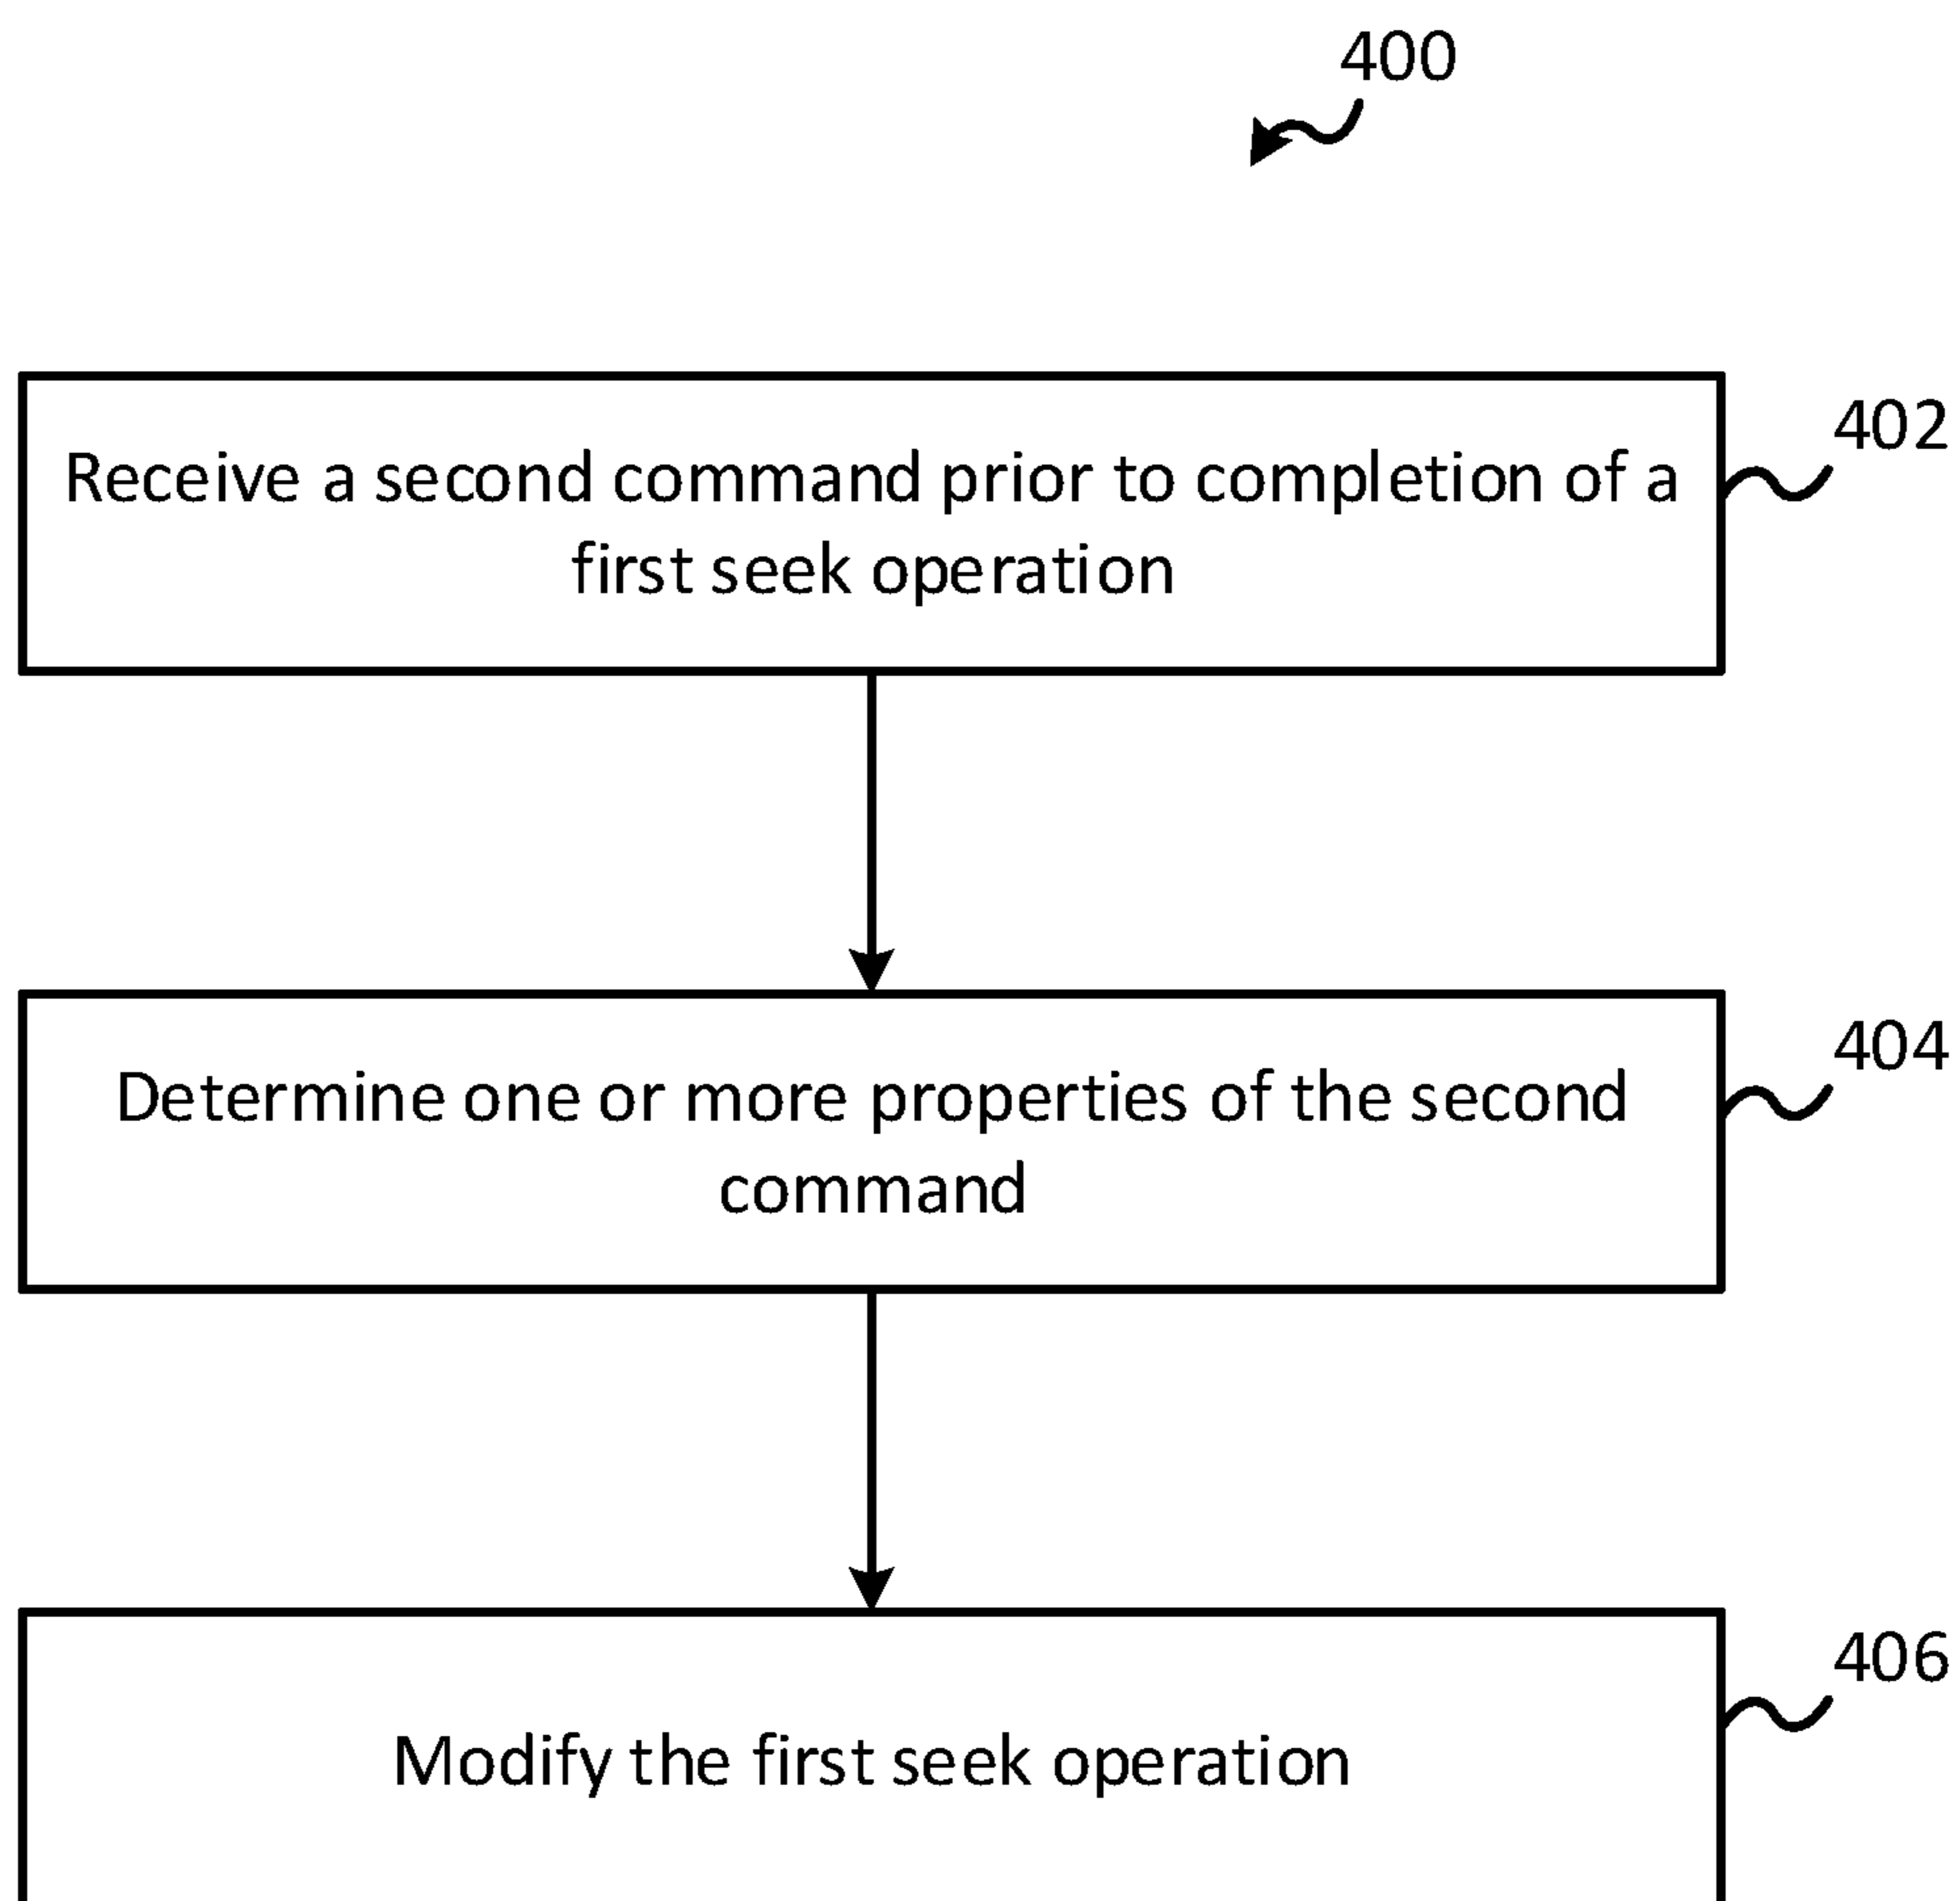 400
Receive a second command prior to completion of a
first seek operation
402
Determine one or more properties of the second
command
404
Modify the first seek operation
406